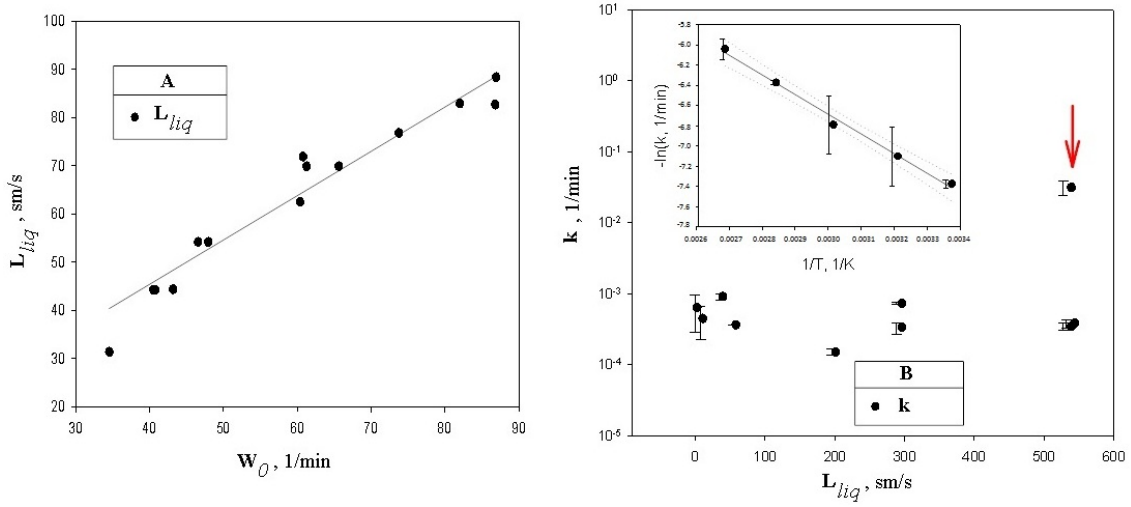 100
90
80
70
60
50
40
30
20
30 40 50 60 70 80 90
L liq , sm/s
W0 , 1/min
A
L liq
10^1
10^0
10^-1
10^-2
10^-3
10^-4
10^-5
0 100 200 300 400 500 600
k , 1/min
L liq , sm/s
-5.8
-6.0
-6.2
-6.4
-6.6
-6.8
-7.0
-7.2
-7.4
-7.6
-7.8
0.0026 0.0027 0.0028 0.0029 0.0030 0.0031 0.0032 0.0033 0.0034
-ln(k, 1/min)
1/T, 1/K
B
k